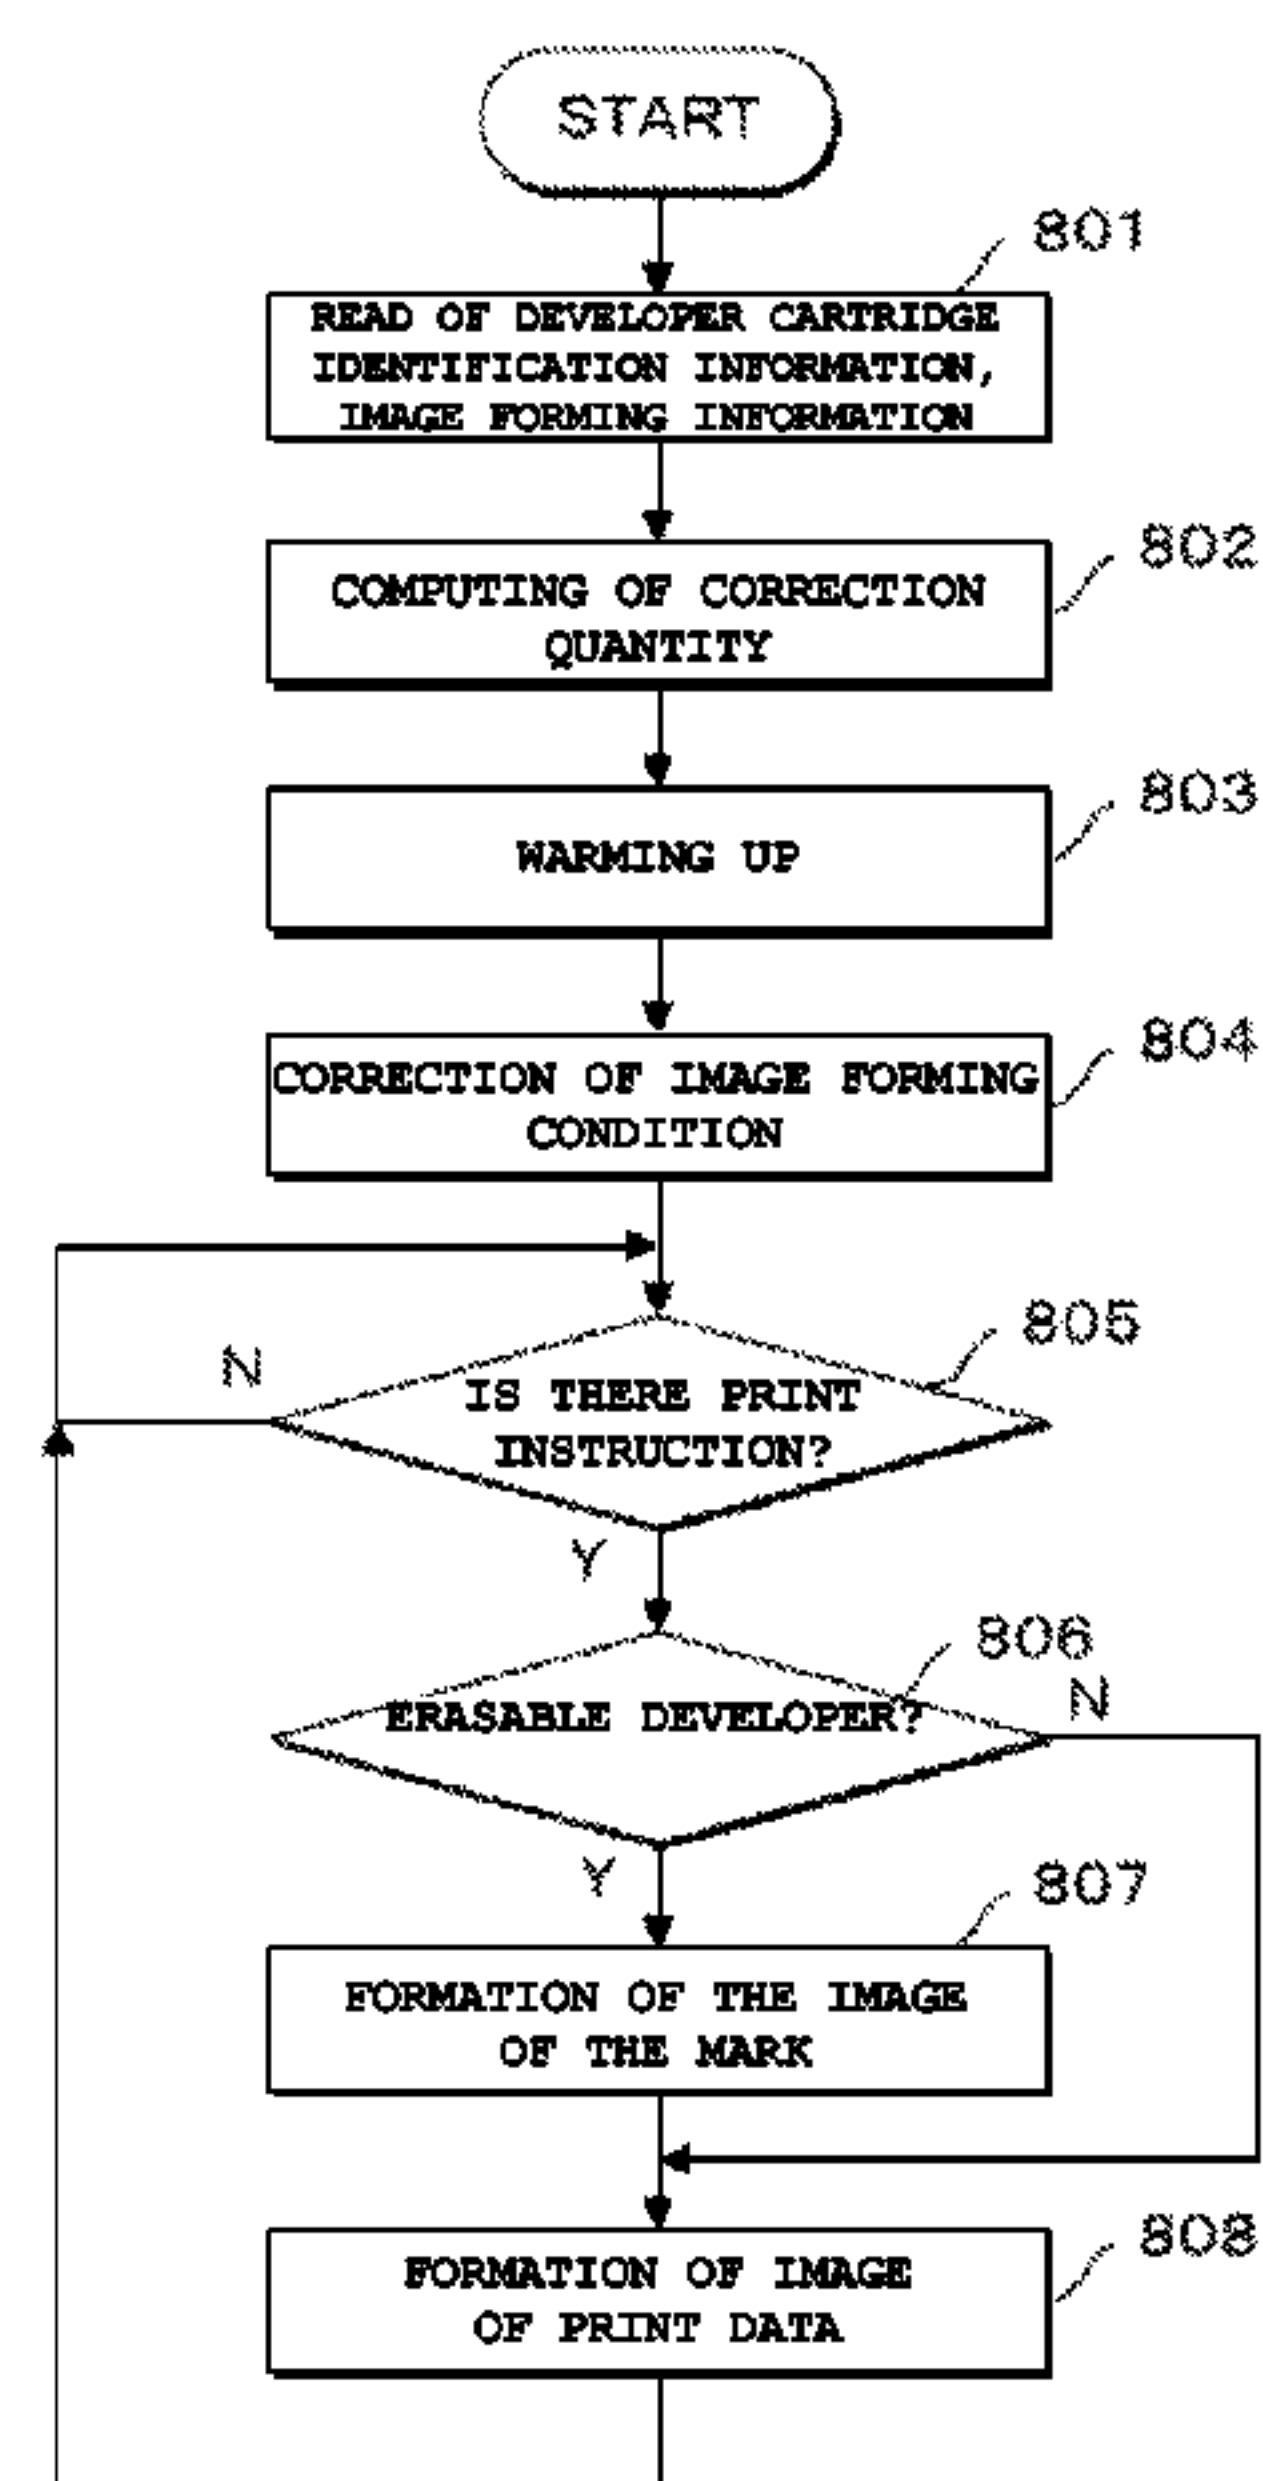 START
801
READ OF DEVELOPER CARTRIDGE
IDENTIFICATION INFORMATION,
IMAGE FORMING INFORMATION
802
COMPUTING OF CORRECTION
QUANTITY
803
WARMING UP
804
CORRECTION OF IMAGE FORMING
CONDITION
805
N
IS THERE PRINT
INSTRUCTION?
Y
806
N
ERASABLE DEVELOPER?
Y
807
FORMATION OF THE IMAGE
OF THE MARK
808
FORMATION OF IMAGE
OF PRINT DATA